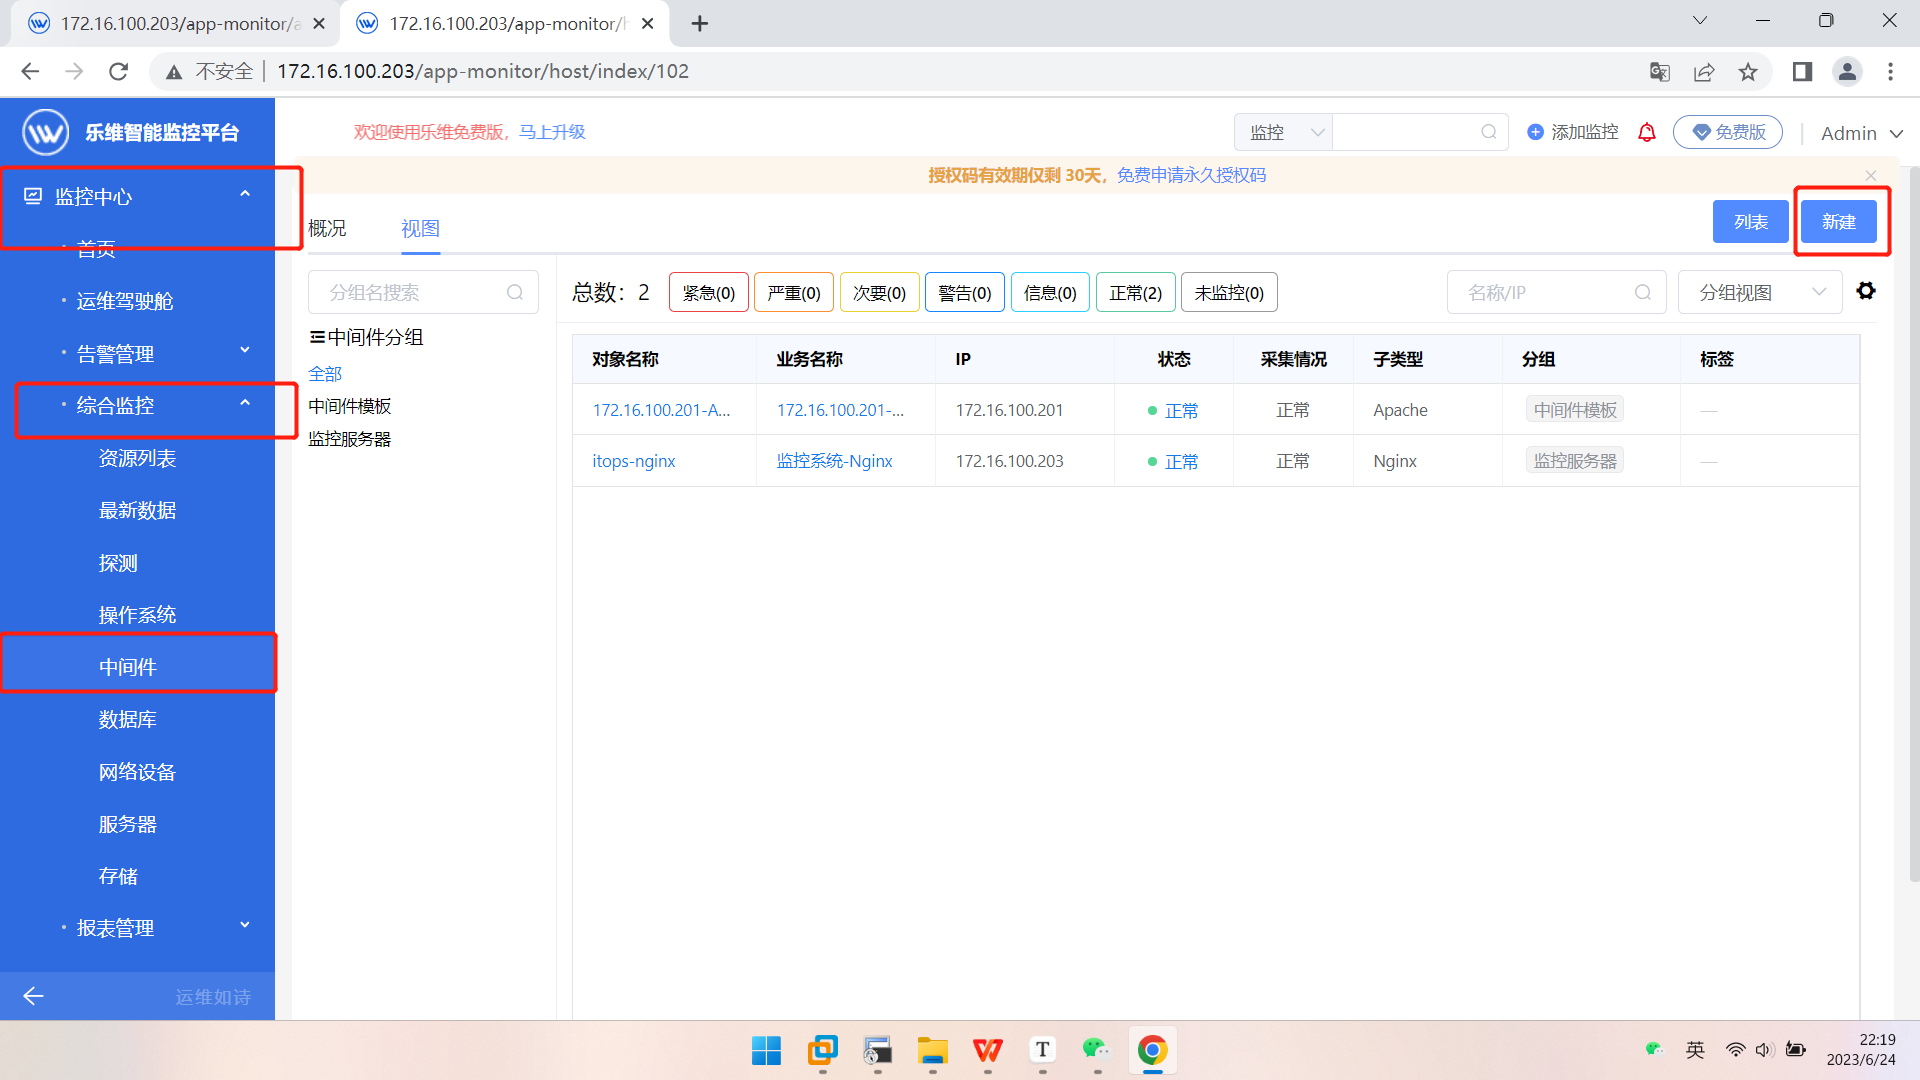 172.16.100.203/app-monitor/a
172.16.100.203/app-monitor/h
不安全
172.16.100.203/app-monitor/host/index/102
乐维智能监控平台
欢迎使用乐维免费版，马上升级
监控
添加监控
免费版
Admin
授权码有效期仅剩 30天，免费申请永久授权码
监控中心
首页
运维驾驶舱
告警管理
综合监控
资源列表
最新数据
探测
操作系统
中间件
数据库
网络设备
服务器
存储
报表管理
运维如诗
概况
视图
列表
新建
分组名搜索
中间件分组
全部
中间件模板
监控服务器
总数： 2
紧急(0)
严重(0)
次要(0)
警告(0)
信息(0)
正常(2)
未监控(0)
名称/IP
分组视图
对象名称 业务名称 IP 状态 采集情况 子类型 分组 标签
172.16.100.201-A... 172.16.100.201-... 172.16.100.201 正常 正常 Apache 中间件模板 —
itops-nginx 监控系统-Nginx 172.16.100.203 正常 正常 Nginx 监控服务器 —
T
英
22:19
2023/6/24